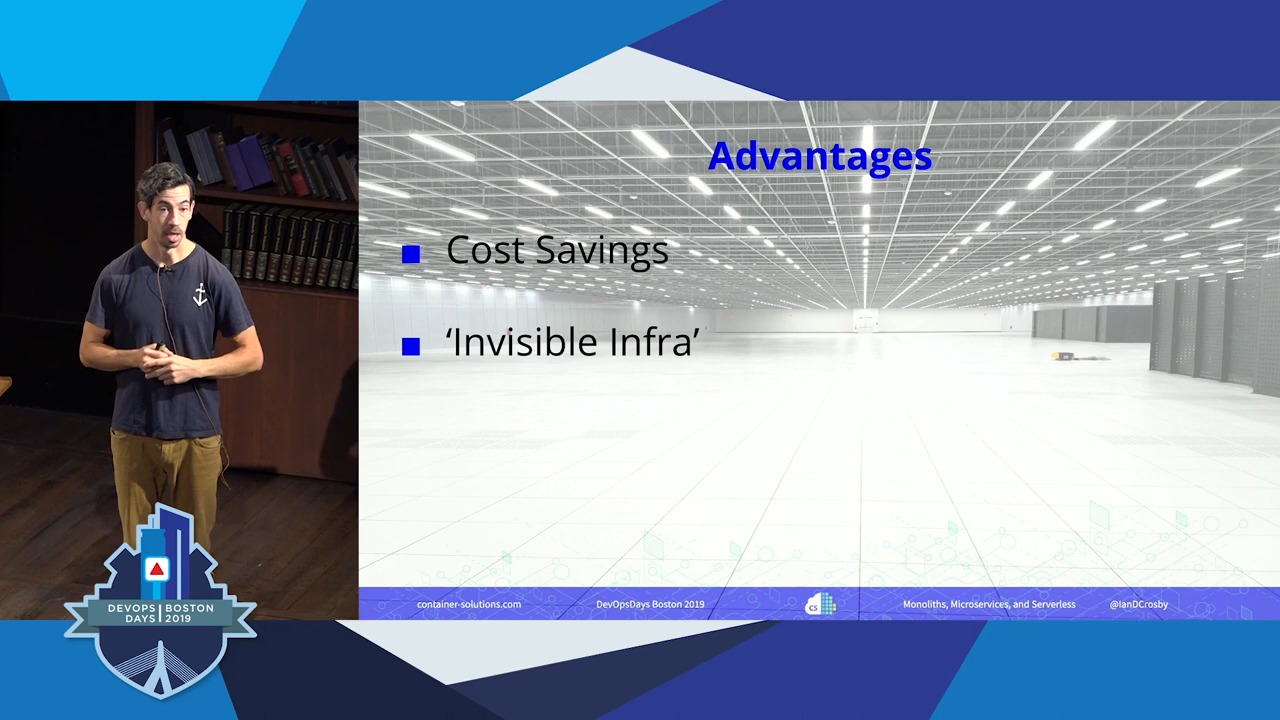 Advantages
Cost Savings
‘Invisible Infra’
container-solutions.com
DevOpsDays Boston 2019
CS
Monoliths, Microservices, and Serverless
@IanDCrosby
DEVOPS BOSTON
DAYS 2019